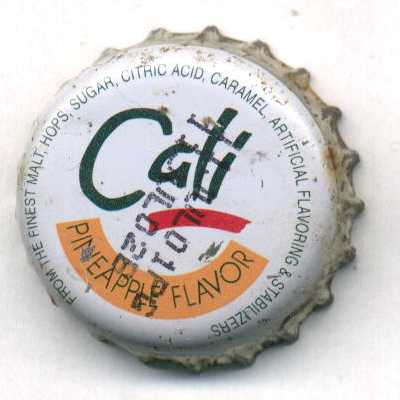 FROM THE FINEST MALT, HOPS, SUGAR, CITRIC ACID, CARAMEL, ARTIFICIAL FLAVORING & STABILIZERS
Cali
PINEAPPLE FLAVOR